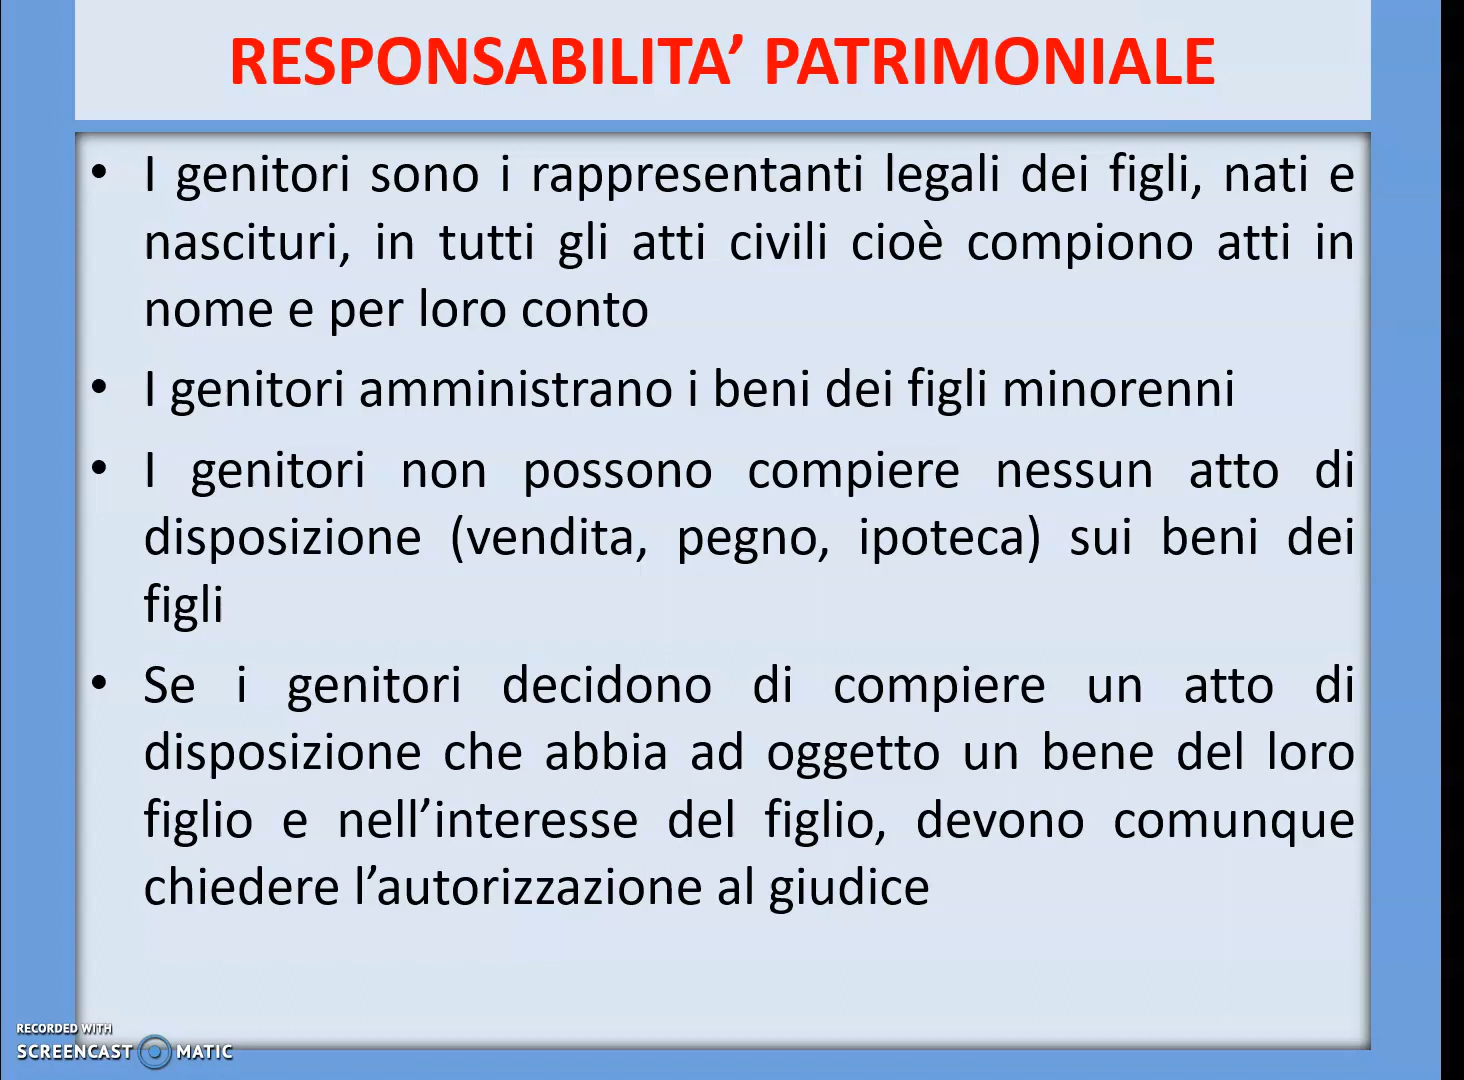 RESPONSABILITA’ PATRIMONIALE
• I genitori sono i rappresentanti legali dei figli, nati e
nascituri, in tutti gli atti civili cioè compiono atti in
nome e per loro conto
• I genitori amministrano i beni dei figli minorenni
• I genitori non possono compiere nessun atto di
disposizione (vendita, pegno, ipoteca) sui beni dei
figli
• Se i genitori decidono di compiere un atto di
disposizione che abbia ad oggetto un bene del loro
figlio e nell’interesse del figlio, devono comunque
chiedere l’autorizzazione al giudice
RECORDED WITH
SCREENCAST MATIC